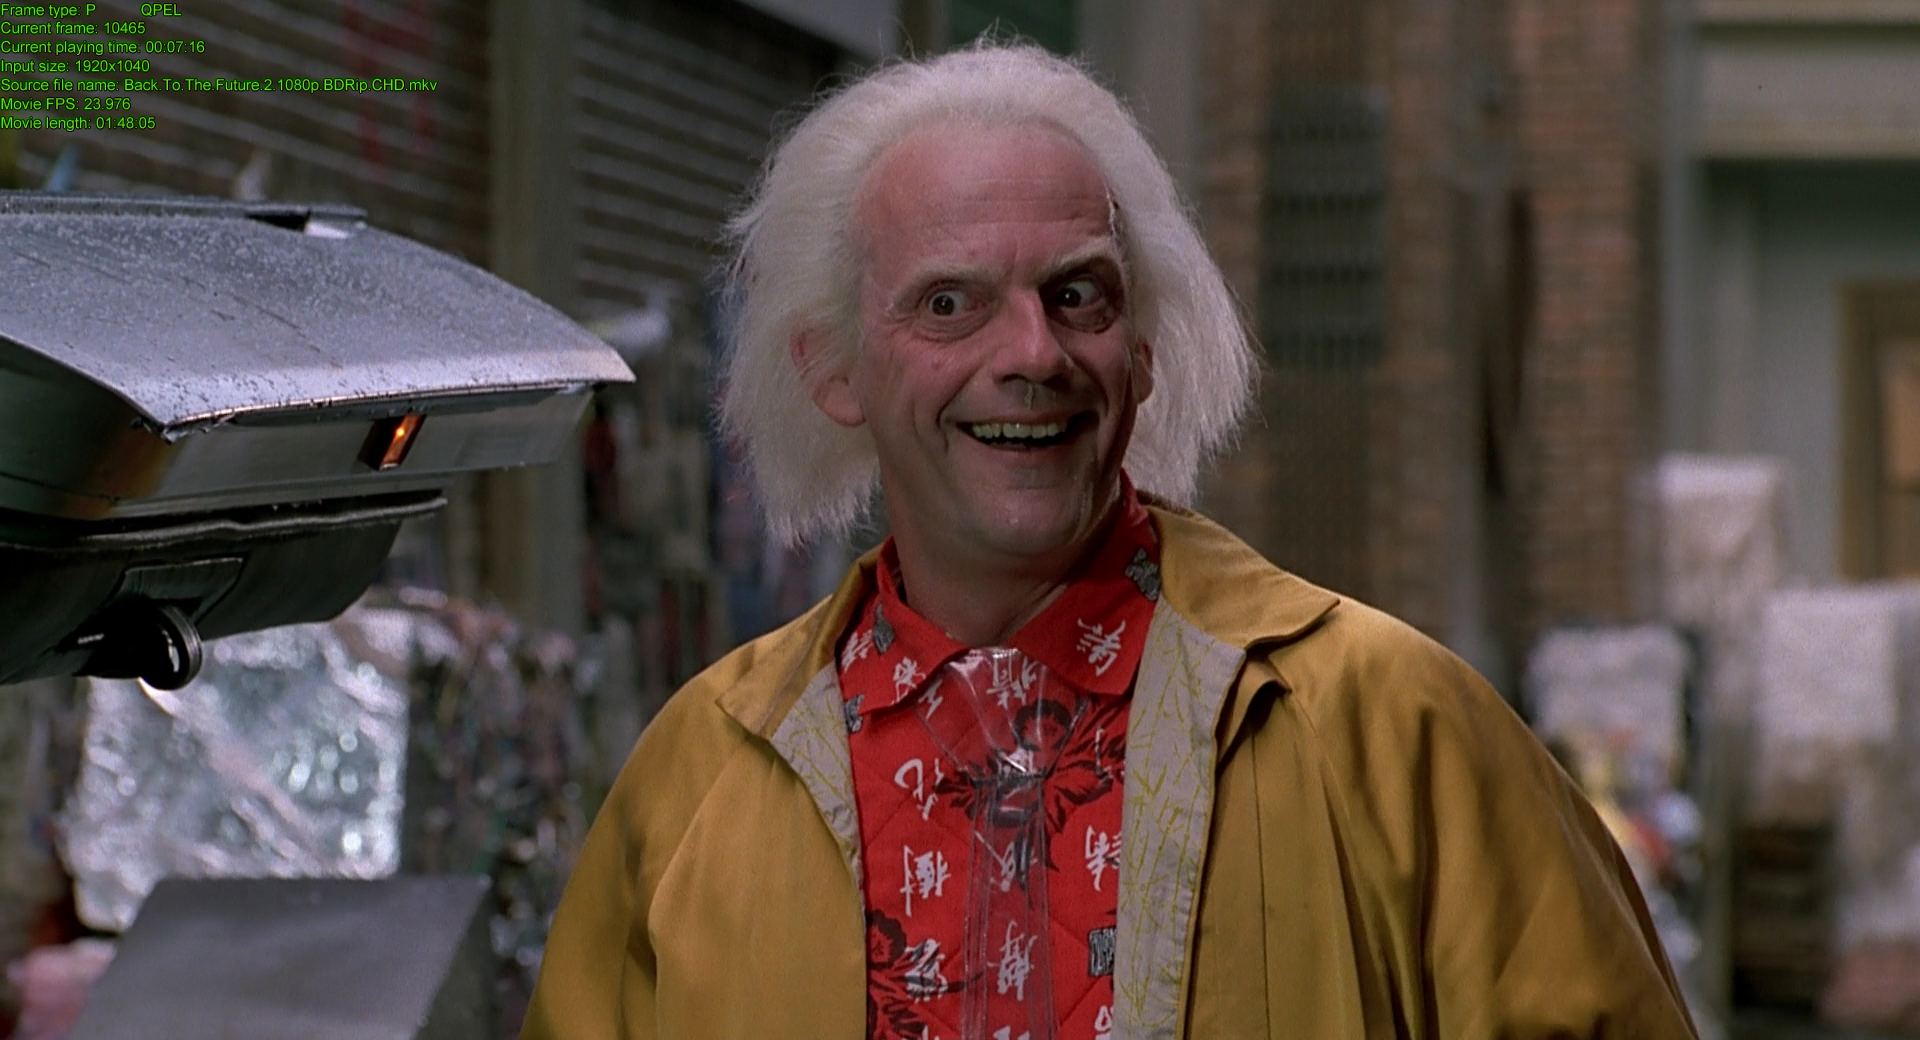 Frame type: P QPEL
Current frame: 10465
Current playing time: 00:07:16
Input size: 1920x1040
Source file name: Back.To.The.Future.2.1080p.BDRip.CHD.mkv
Movie FPS: 23.976
Movie length: 01:48:05